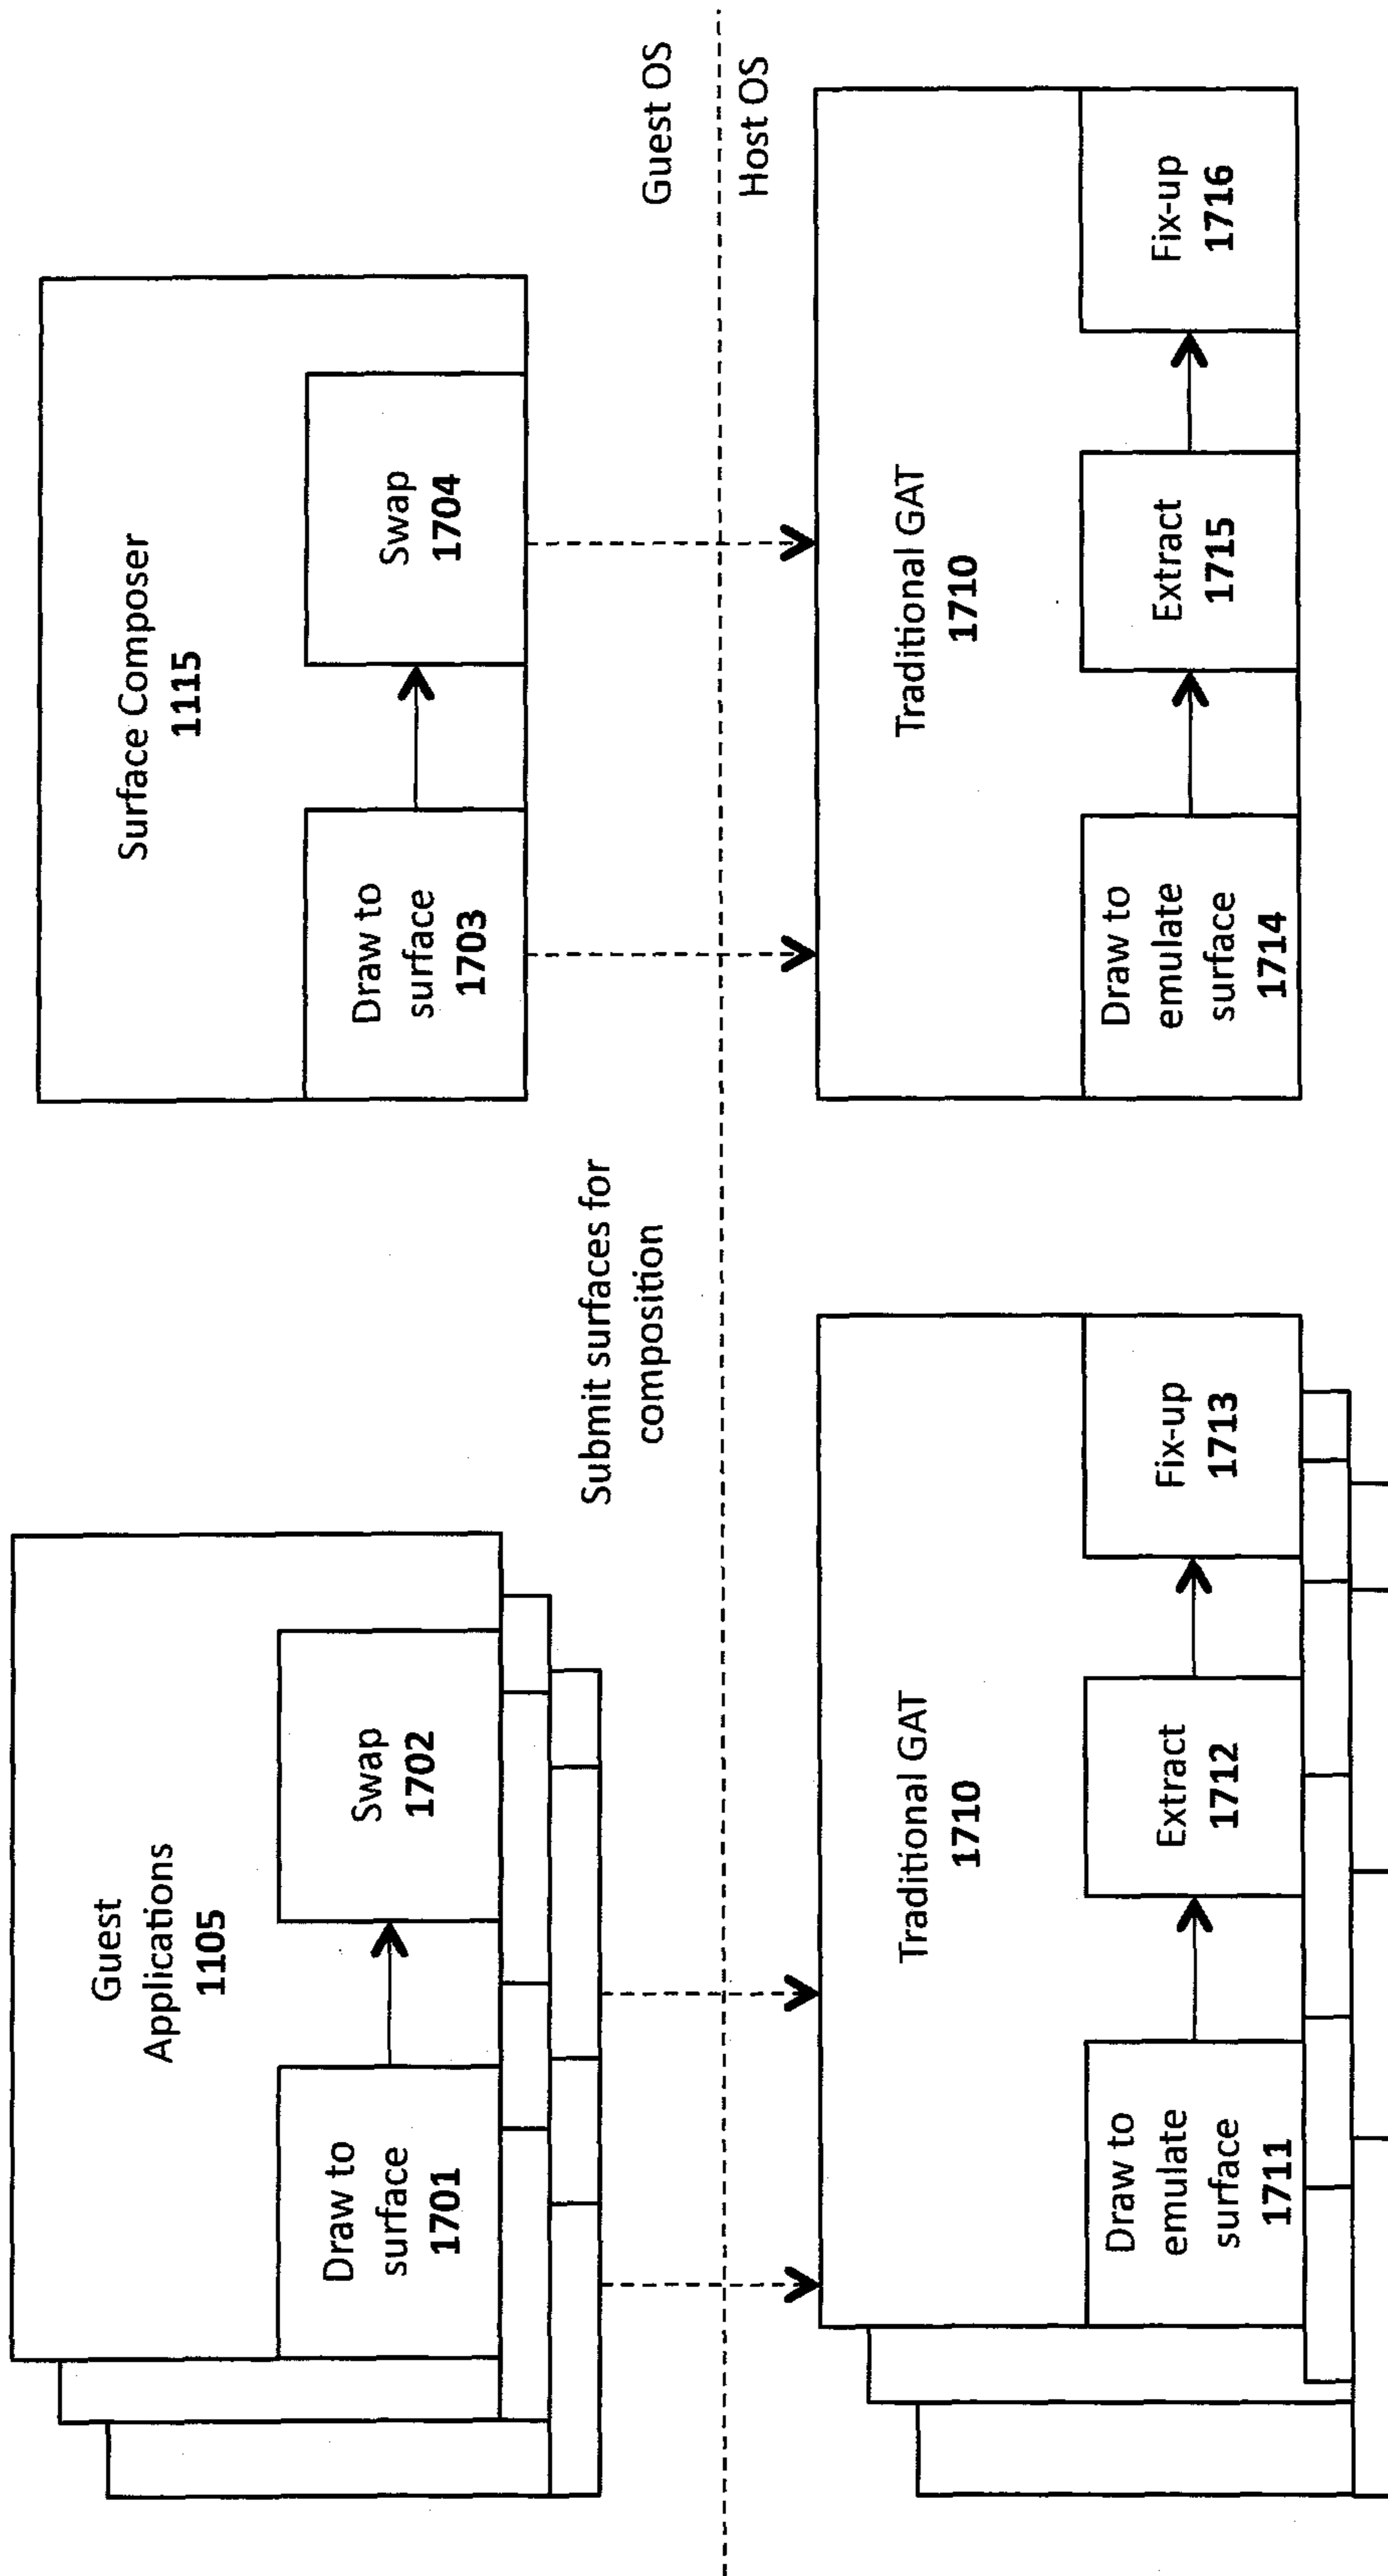 Guest
Applications
1105
Draw to
surface
1701
Swap
1702
Surface Composer
1115
Draw to
surface
1703
Swap
1704
Submit surfaces for
composition
Guest OS
Host OS
Traditional GAT
1710
Draw to
emulate
surface
1711
Extract
1712
Fix-up
1713
Traditional GAT
1710
Draw to
emulate
surface
1714
Extract
1715
Fix-up
1716